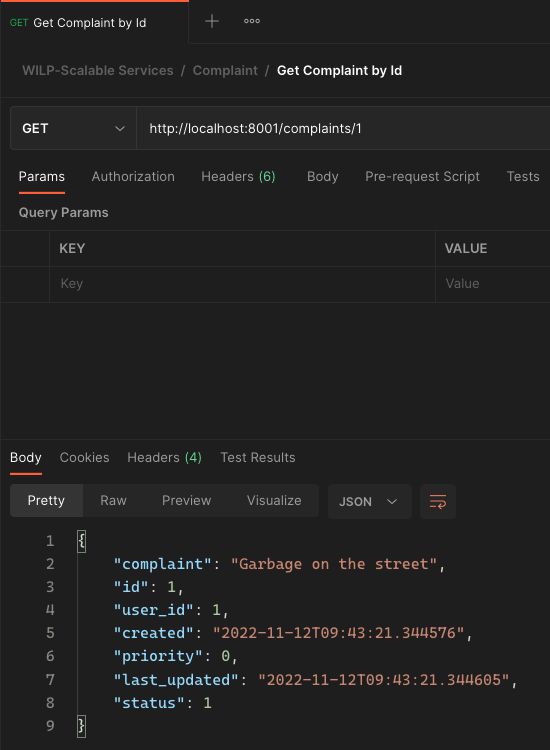 GET Get Complaint by Id
WILP-Scalable Services / Complaint / Get Complaint by Id
GET http://localhost:8001/complaints/1
Params Authorization Headers (6) Body Pre-request Script Tests
Query Params
KEY VALUE
Key Value
Body Cookies Headers (4) Test Results
Pretty Raw Preview Visualize JSON
1 {
2 "complaint": "Garbage on the street",
3 "id": 1,
4 "user_id": 1,
5 "created": "2022-11-12T09:43:21.344576",
6 "priority": 0,
7 "last_updated": "2022-11-12T09:43:21.344605",
8 "status": 1
9 }